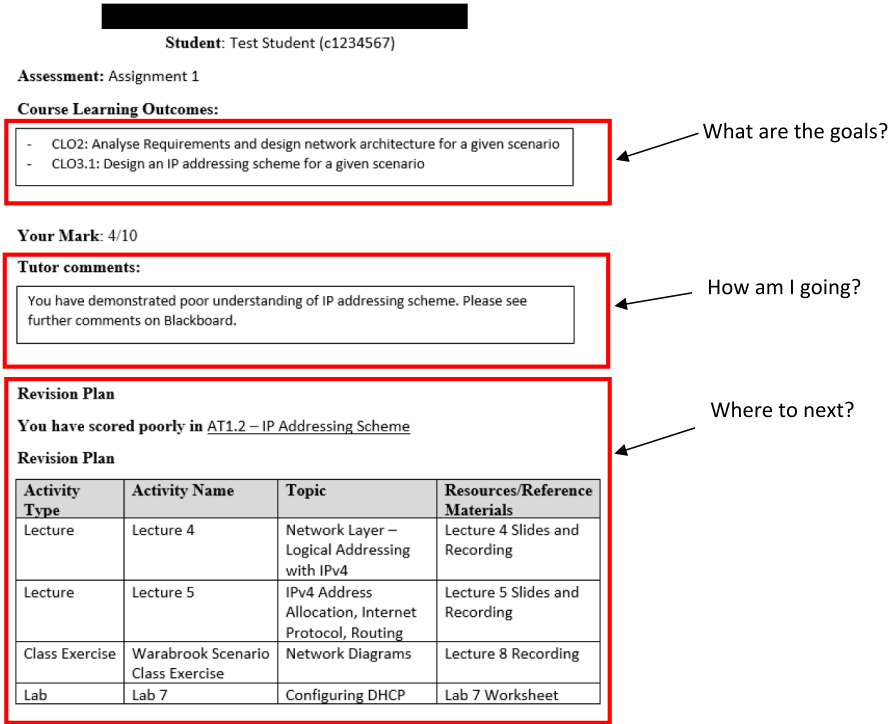 Student: Test Student (c1234567)
Assessment: Assignment 1
Course Learning Outcomes:
- CLO2: Analyse Requirements and design network architecture for a given scenario
- CLO3.1: Design an IP addressing scheme for a given scenario
What are the goals?
Your Mark: 4/10
Tutor comments:
You have demonstrated poor understanding of IP addressing scheme. Please see
further comments on Blackboard.
How am I going?
Revision Plan
You have scored poorly in AT1.2 – IP Addressing Scheme
Where to next?
Revision Plan
Activity Type | Activity Name | Topic | Resources/Reference Materials
Lecture | Lecture 4 | Network Layer – Logical Addressing with IPv4 | Lecture 4 Slides and Recording
Lecture | Lecture 5 | IPv4 Address Allocation, Internet Protocol, Routing | Lecture 5 Slides and Recording
Class Exercise | Warabrook Scenario Class Exercise | Network Diagrams | Lecture 8 Recording
Lab | Lab 7 | Configuring DHCP | Lab 7 Worksheet